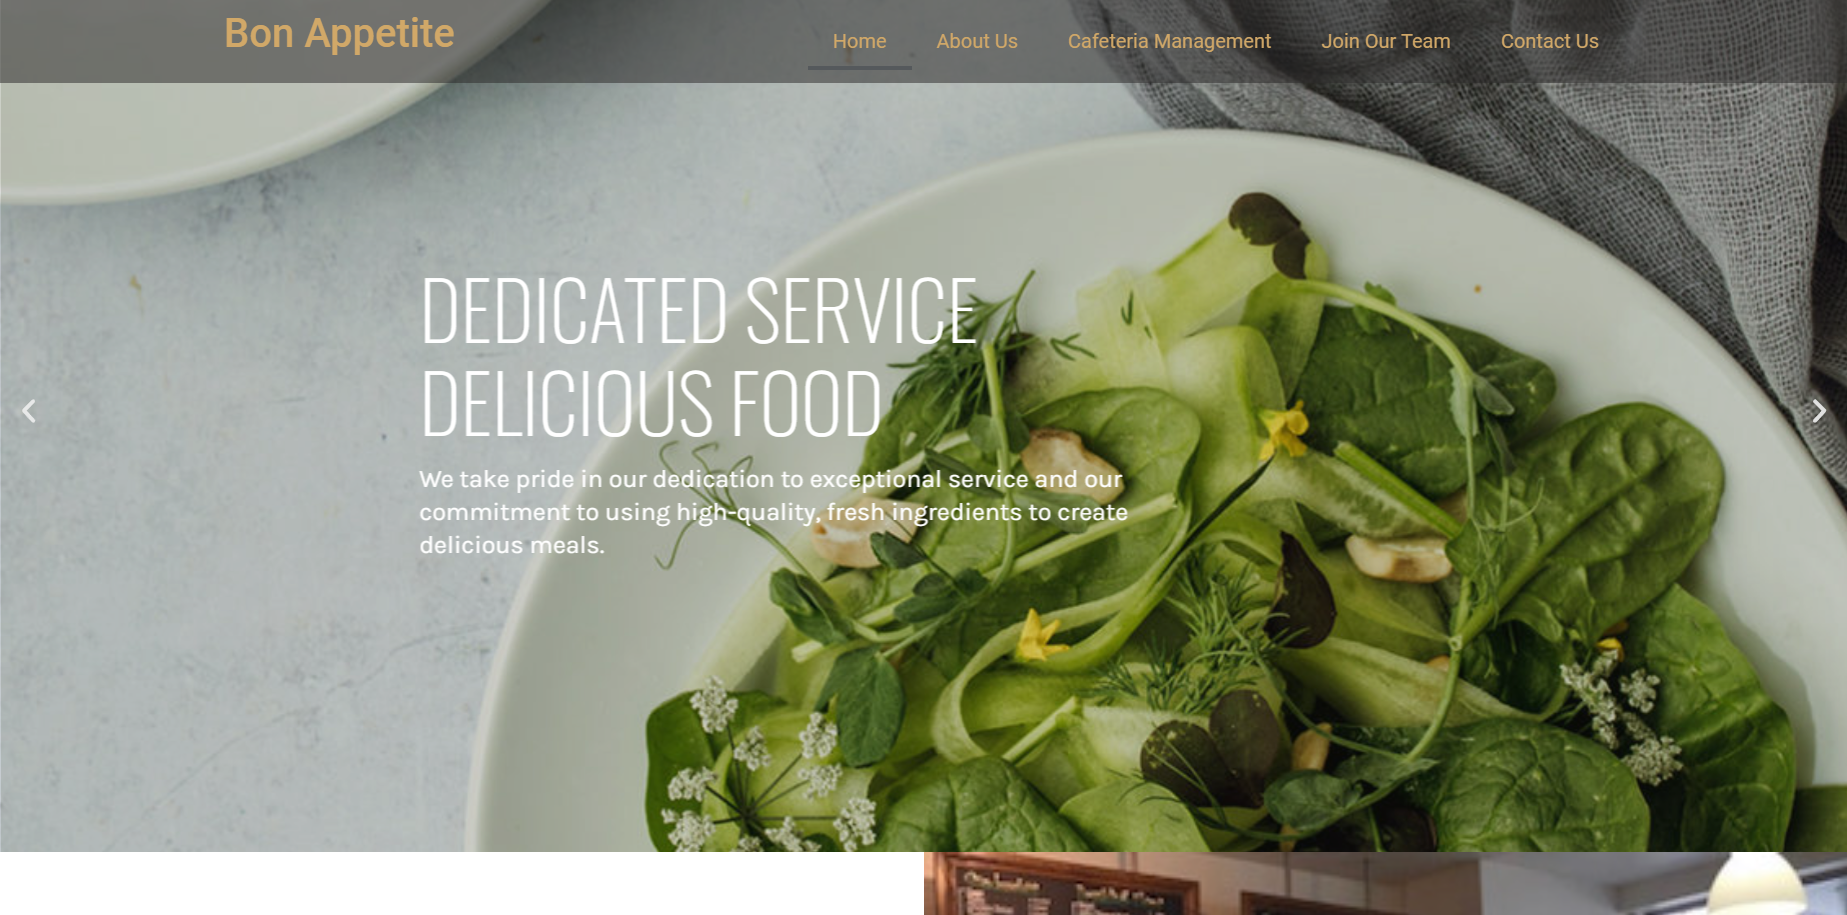 Bon Appetite
Home About Us Cafeteria Management Join Our Team Contact Us
DEDICATED SERVICE
DELICIOUS FOOD
We take pride in our dedication to exceptional service and our
commitment to using high-quality, fresh ingredients to create
delicious meals.